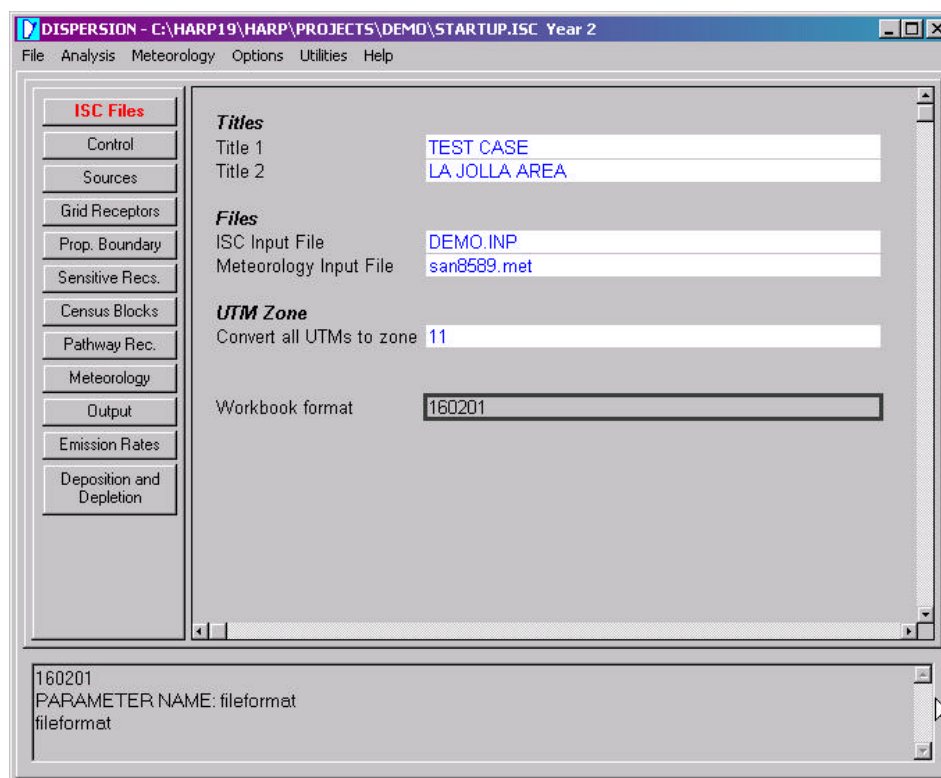 DISPERSION - C:\HARP19\HARP\PROJECTS\DEMO\STARTUP.ISC Year 2
File Analysis Meteorology Options Utilities Help
ISC Files
Control
Sources
Grid Receptors
Prop. Boundary
Sensitive Recs.
Census Blocks
Pathway Rec.
Meteorology
Output
Emission Rates
Deposition and
Depletion
Titles
Title 1 TEST CASE
Title 2 LA JOLLA AREA
Files
ISC Input File DEMO.INP
Meteorology Input File san8589.met
UTM Zone
Convert all UTMs to zone 11
Workbook format 160201
160201
PARAMETER NAME: fileformat
fileformat